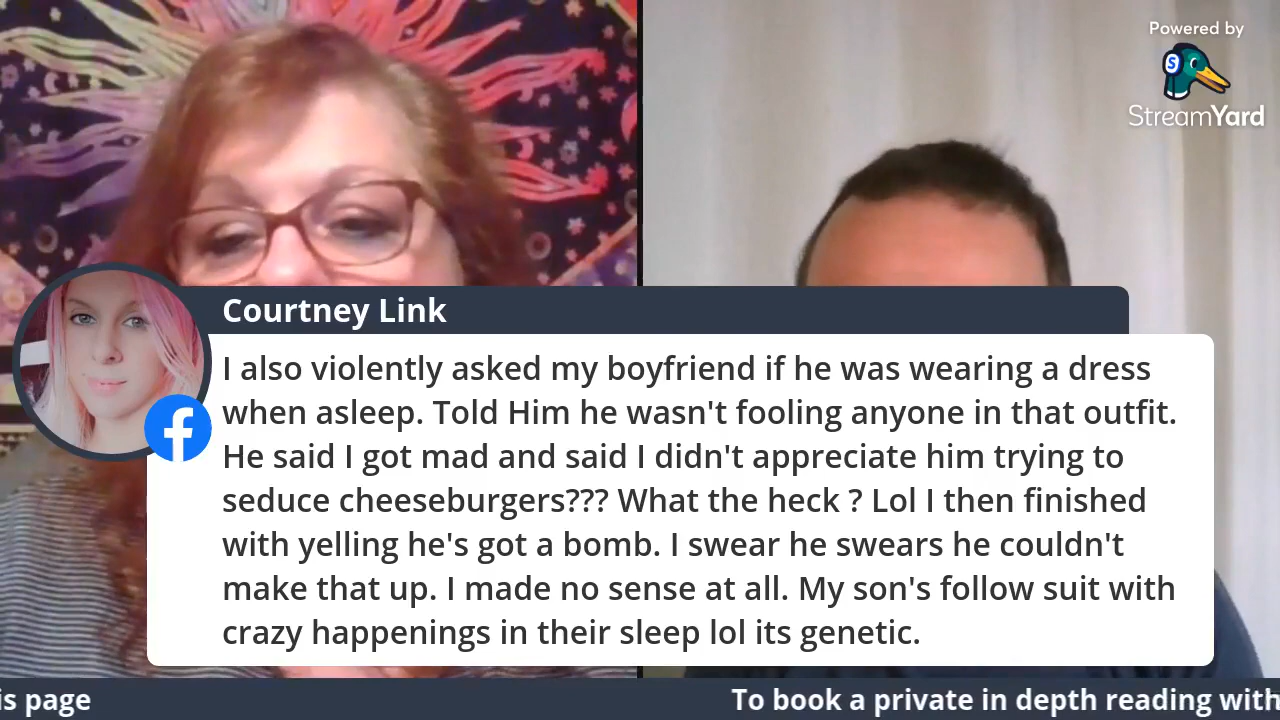 Powered by
StreamYard
Courtney Link
I also violently asked my boyfriend if he was wearing a dress
when asleep. Told Him he wasn't fooling anyone in that outfit.
He said I got mad and said I didn't appreciate him trying to
seduce cheeseburgers??? What the heck ? Lol I then finished
with yelling he's got a bomb. I swear he swears he couldn't
make that up. I made no sense at all. My son's follow suit with
crazy happenings in their sleep lol its genetic.
is page To book a private in depth reading with